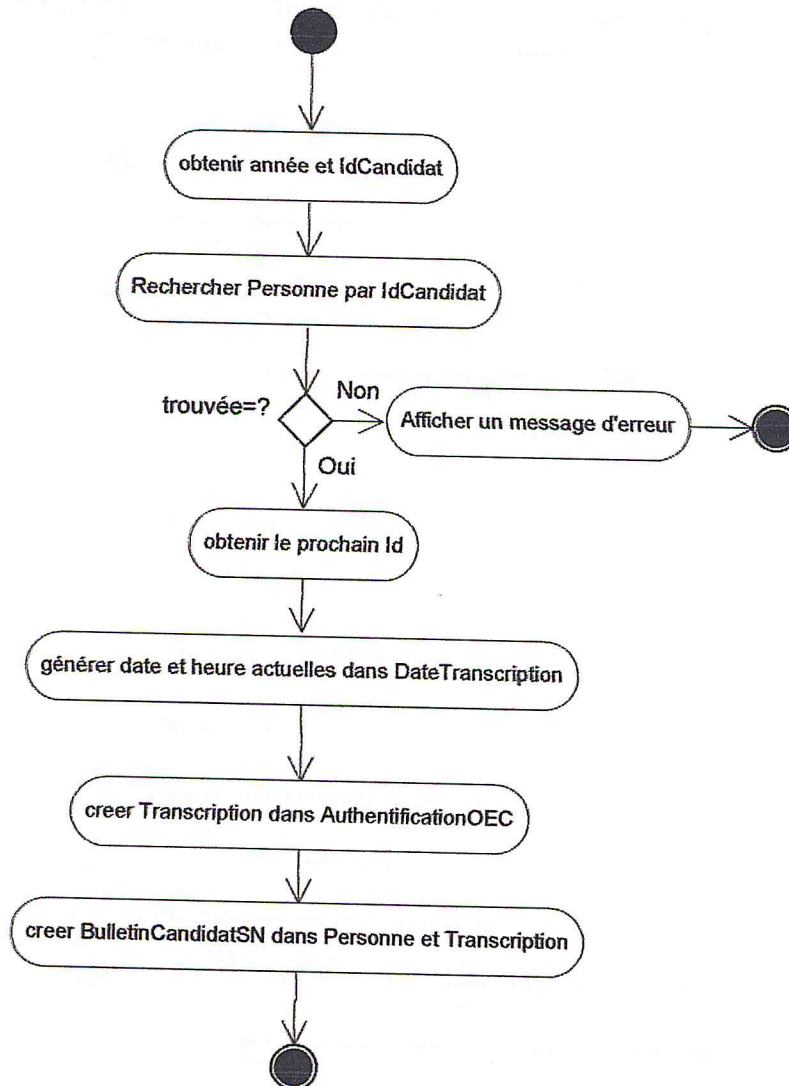 obtenir année et IdCandidat
Rechercher Personne par IdCandidat
trouvée=?
Non
Afficher un message d'erreur
Oui
obtenir le prochain Id
générer date et heure actuelles dans DateTranscription
creer Transcription dans AuthentificationOEC
creer BulletinCandidatSN dans Personne et Transcription